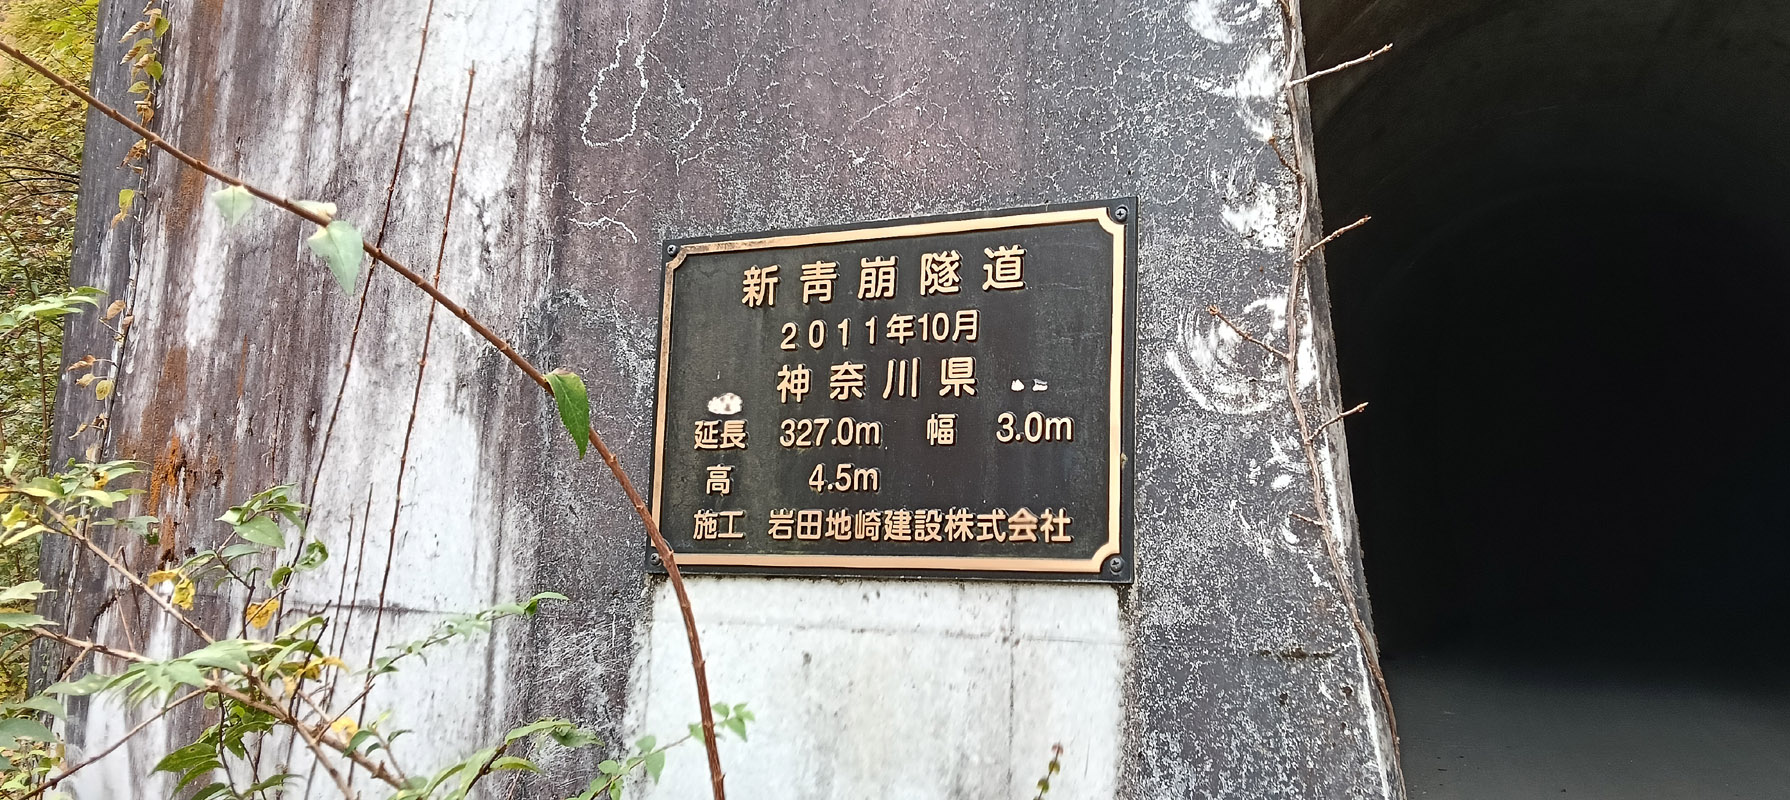 新青崩隧道
2011年10月
神奈川県
延長 327.0m 幅 3.0m
高 4.5m
施工 岩田地崎建設株式会社